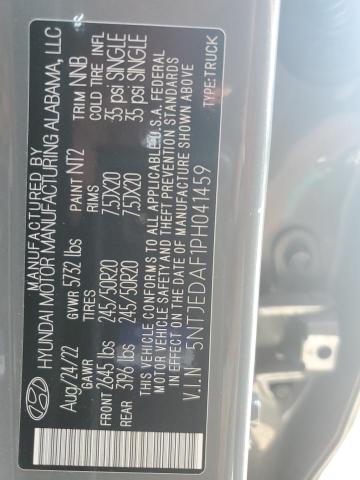 MANUFACTURED BY
HYUNDAI MOTOR MANUFACTURING ALABAMA, LLC
Aug/24/22 GVWR 5732 lbs PAINT NT2 TRIM NNB
GAWR TIRES RIMS COLD TIRE INFL
FRONT 2645 lbs 245/50R20 7.5JX20 35 psi SINGLE
REAR 3196 lbs 245/50R20 7.5JX20 35 psi SINGLE
THIS VEHICLE CONFORMS TO ALL APPLICABLE U.S.A. FEDERAL
MOTOR VEHICLE SAFETY AND THEFT PREVENTION STANDARDS
IN EFFECT ON THE DATE OF MANUFACTURE SHOWN ABOVE.
V.I.N 5NTJEDAF1PH041459 TYPE:TRUCK